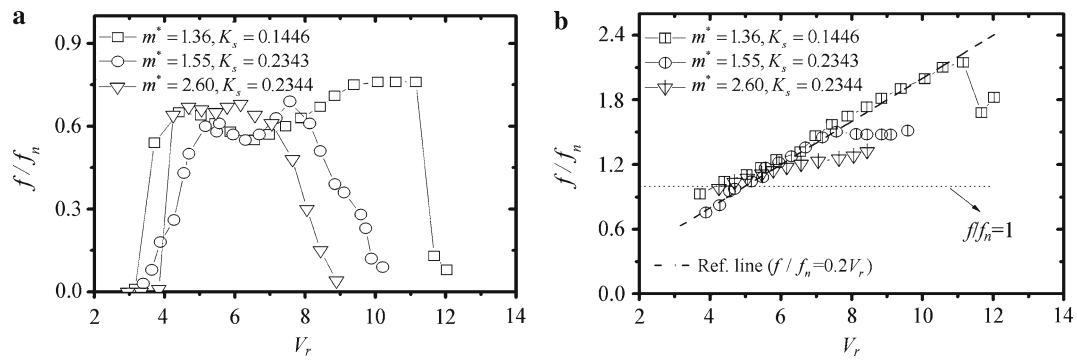 a
0.9
0.6
0.3
0.0
f / f_n
m* = 1.36, K_s = 0.1446
m* = 1.55, K_s = 0.2343
m* = 2.60, K_s = 0.2344
2 4 6 8 10 12 14
V_r
b
2.4
1.8
1.2
0.6
0.0
f / f_n
m* = 1.36, K_s = 0.1446
m* = 1.55, K_s = 0.2343
m* = 2.60, K_s = 0.2344
f/f_n=1
Ref. line (f / f_n=0.2V_r)
2 4 6 8 10 12 14
V_r